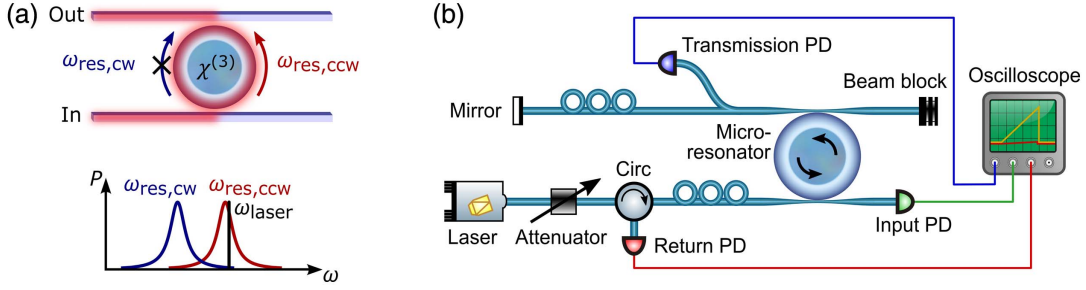 (a)
Out
ωres,cw
χ(3)
ωres,ccw
In
P
ωres,cw
ωres,ccw
ωlaser
ω
(b)
Transmission PD
Mirror
Beam block
Oscilloscope
Micro-
resonator
Circ
Laser
Attenuator
Return PD
Input PD